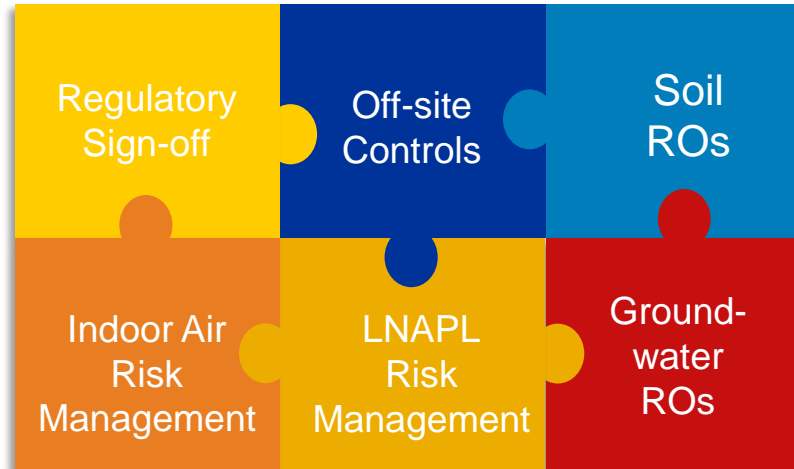 Regulatory
Sign-off
Off-site
Controls
Soil
ROs
Indoor Air
Risk
Management
LNAPL
Risk
Management
Ground-
water
ROs